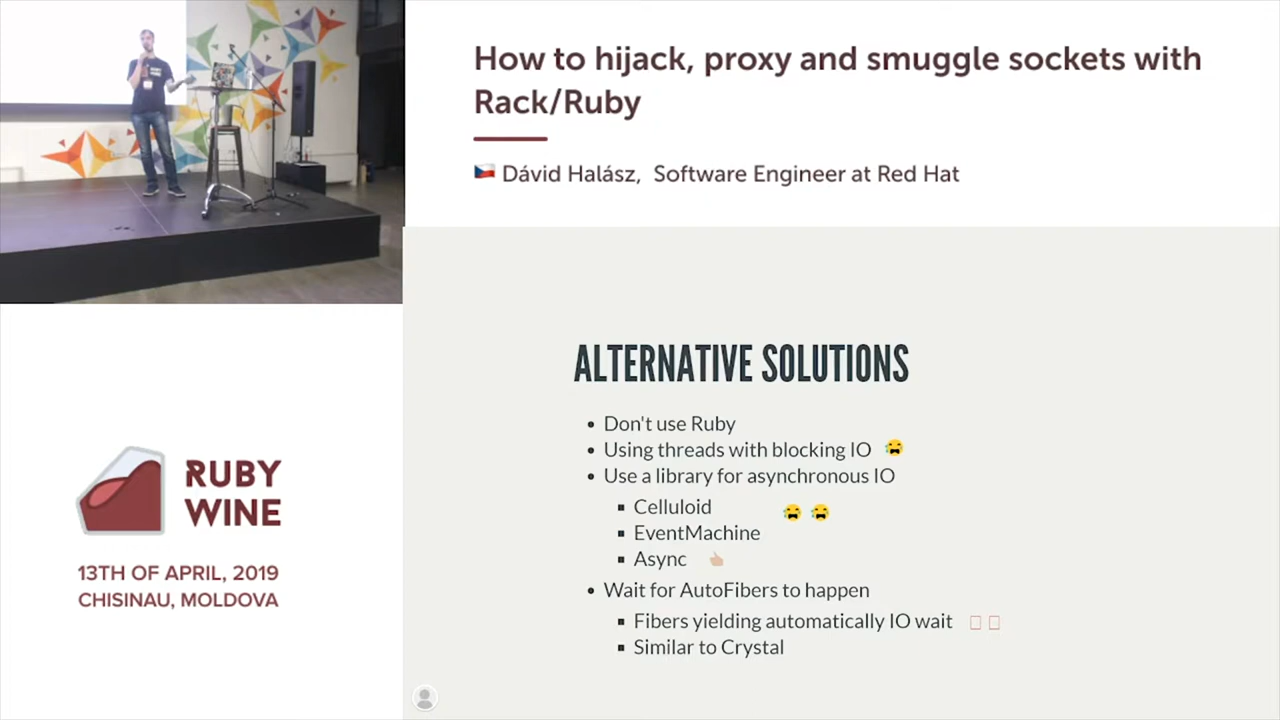 How to hijack, proxy and smuggle sockets with
Rack/Ruby
🇨🇿 Dávid Halász, Software Engineer at Red Hat
RUBY
WINE
13TH OF APRIL, 2019
CHISINAU, MOLDOVA
ALTERNATIVE SOLUTIONS
• Don't use Ruby
• Using threads with blocking IO 😭
• Use a library for asynchronous IO
▪ Celluloid 😭 😭
▪ EventMachine
▪ Async 👍
• Wait for AutoFibers to happen
▪ Fibers yielding automatically IO wait
▪ Similar to Crystal